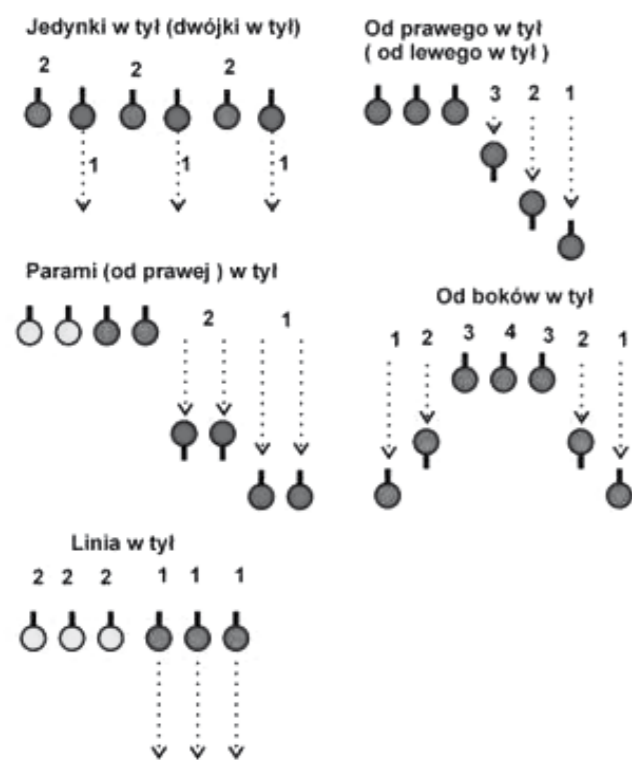 Jedynki w tył (dwójki w tył)
2 2 2
1 1 1
Od prawego w tył
( od lewego w tył )
3 2 1
Parami (od prawej ) w tył
2 1
Od boków w tył
1 2 3 4 3 2 1
Linia w tył
2 2 2 1 1 1